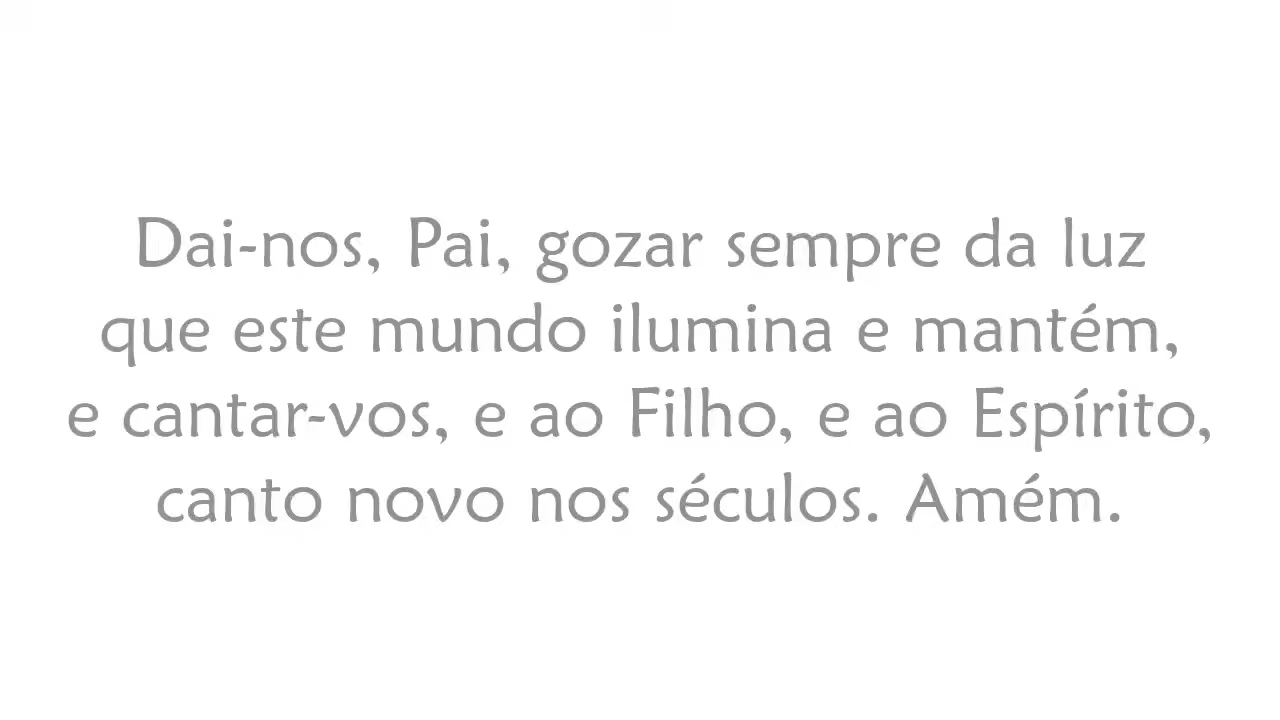 Dai-nos, Pai, gozar sempre da luz
que este mundo ilumina e mantém,
e cantar-vos, e ao Filho, e ao Espírito,
canto novo nos séculos. Amém.